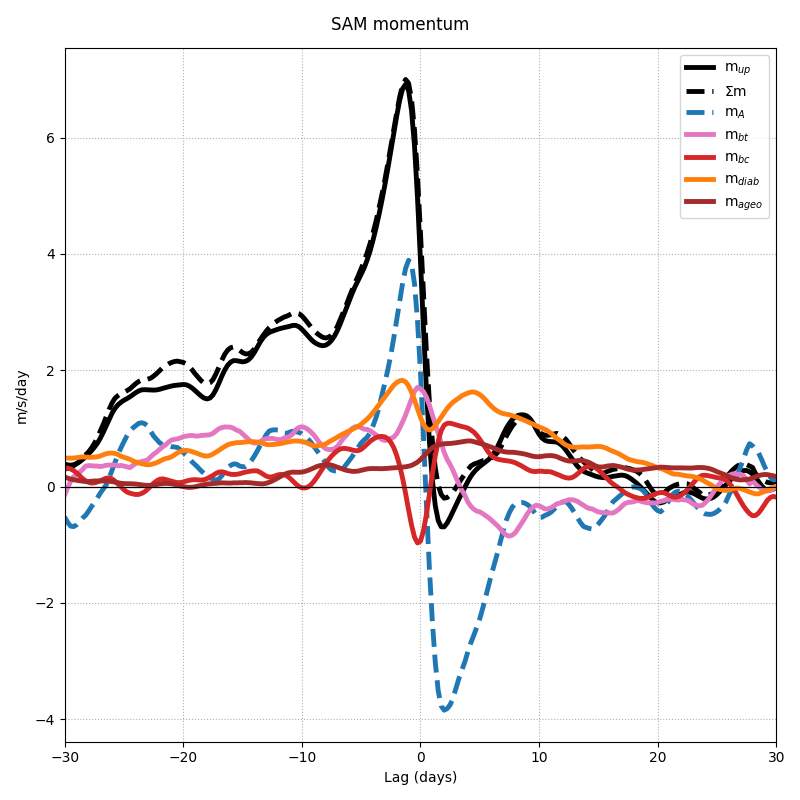 SAM momentum
m_up
Σm
m_A
m_bt
m_bc
m_diab
m_ageo
m/s/day
6
4
2
0
−2
−4
−30
−20
−10
0
10
20
30
Lag (days)